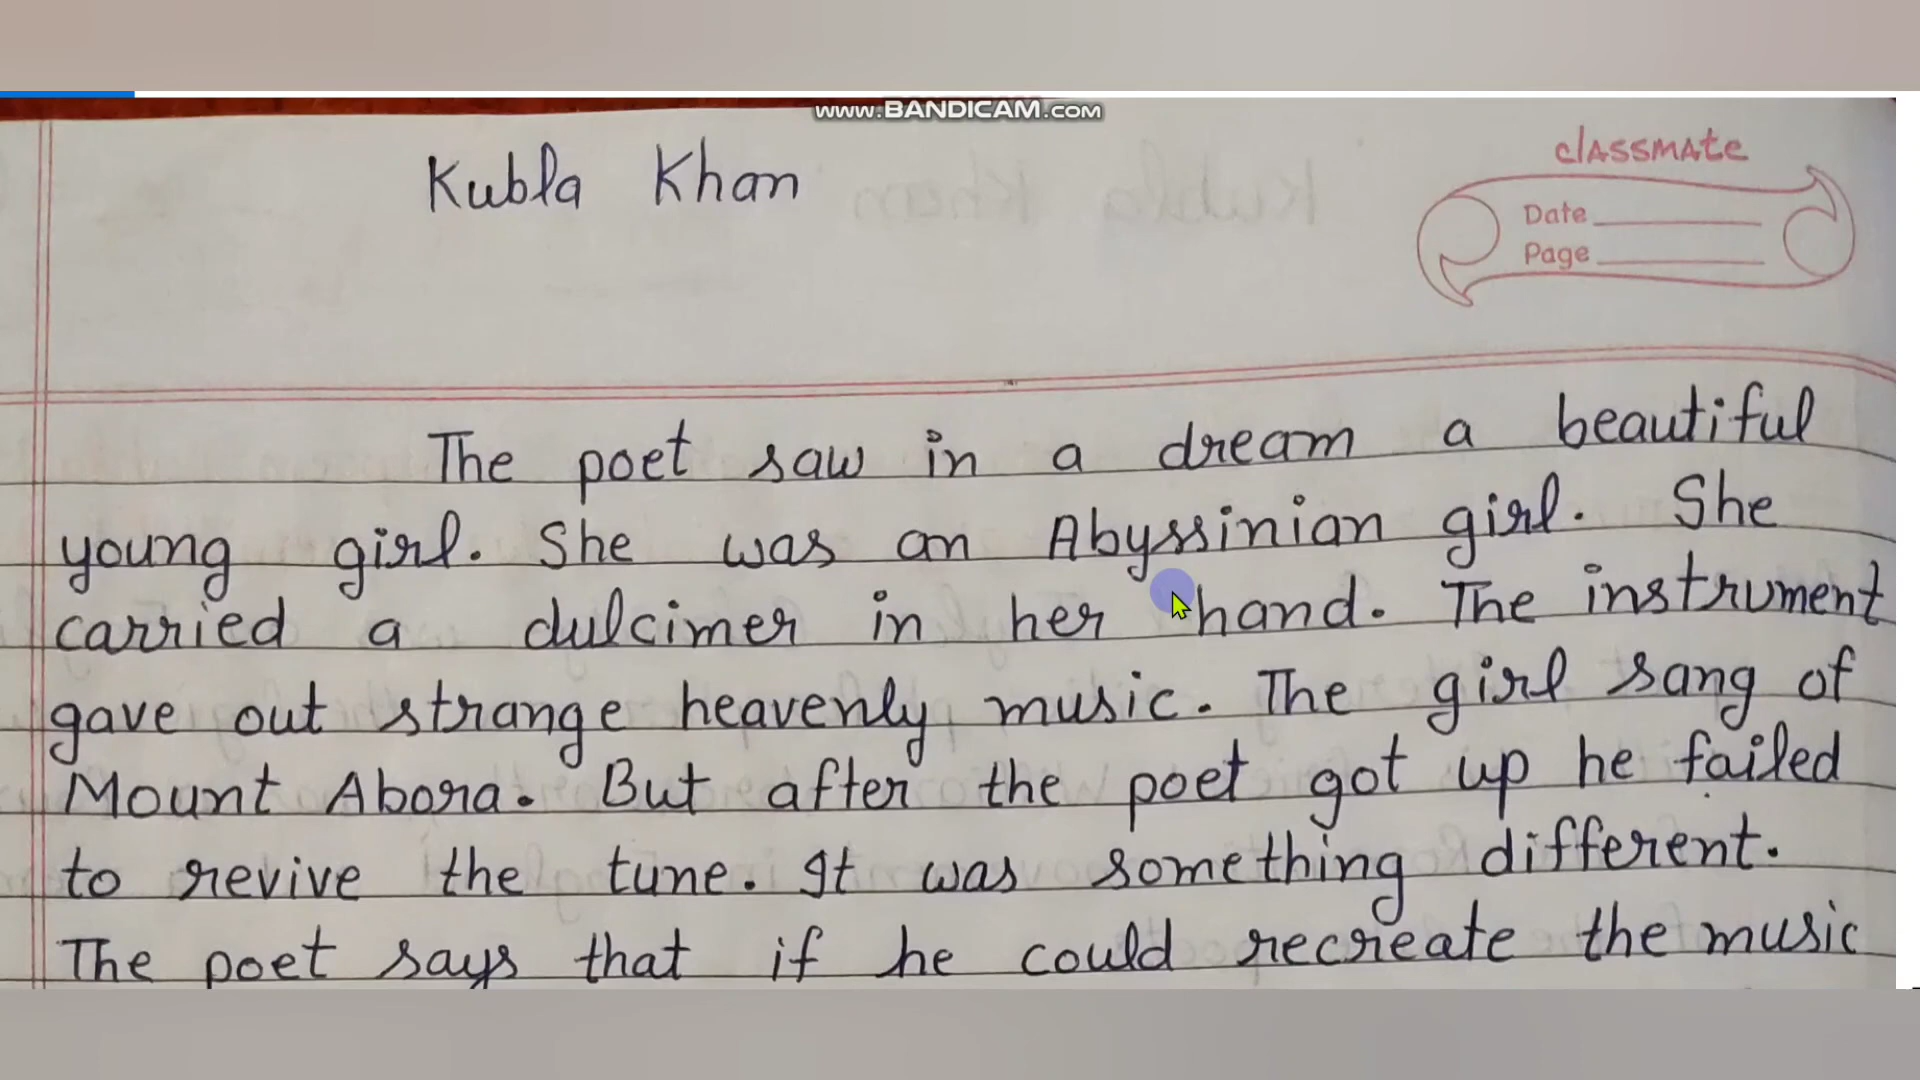 www.BANDICAM.com
Kubla Khan
classmate
Date
Page
The poet saw in a dream a beautiful
young girl. She was an Abyssinian girl. She
carried a dulcimer in her hand. The instrument
gave out strange heavenly music. The girl sang of
Mount Abora. But after the poet got up he failed
to revive the tune. It was something different.
The poet says that if he could recreate the music